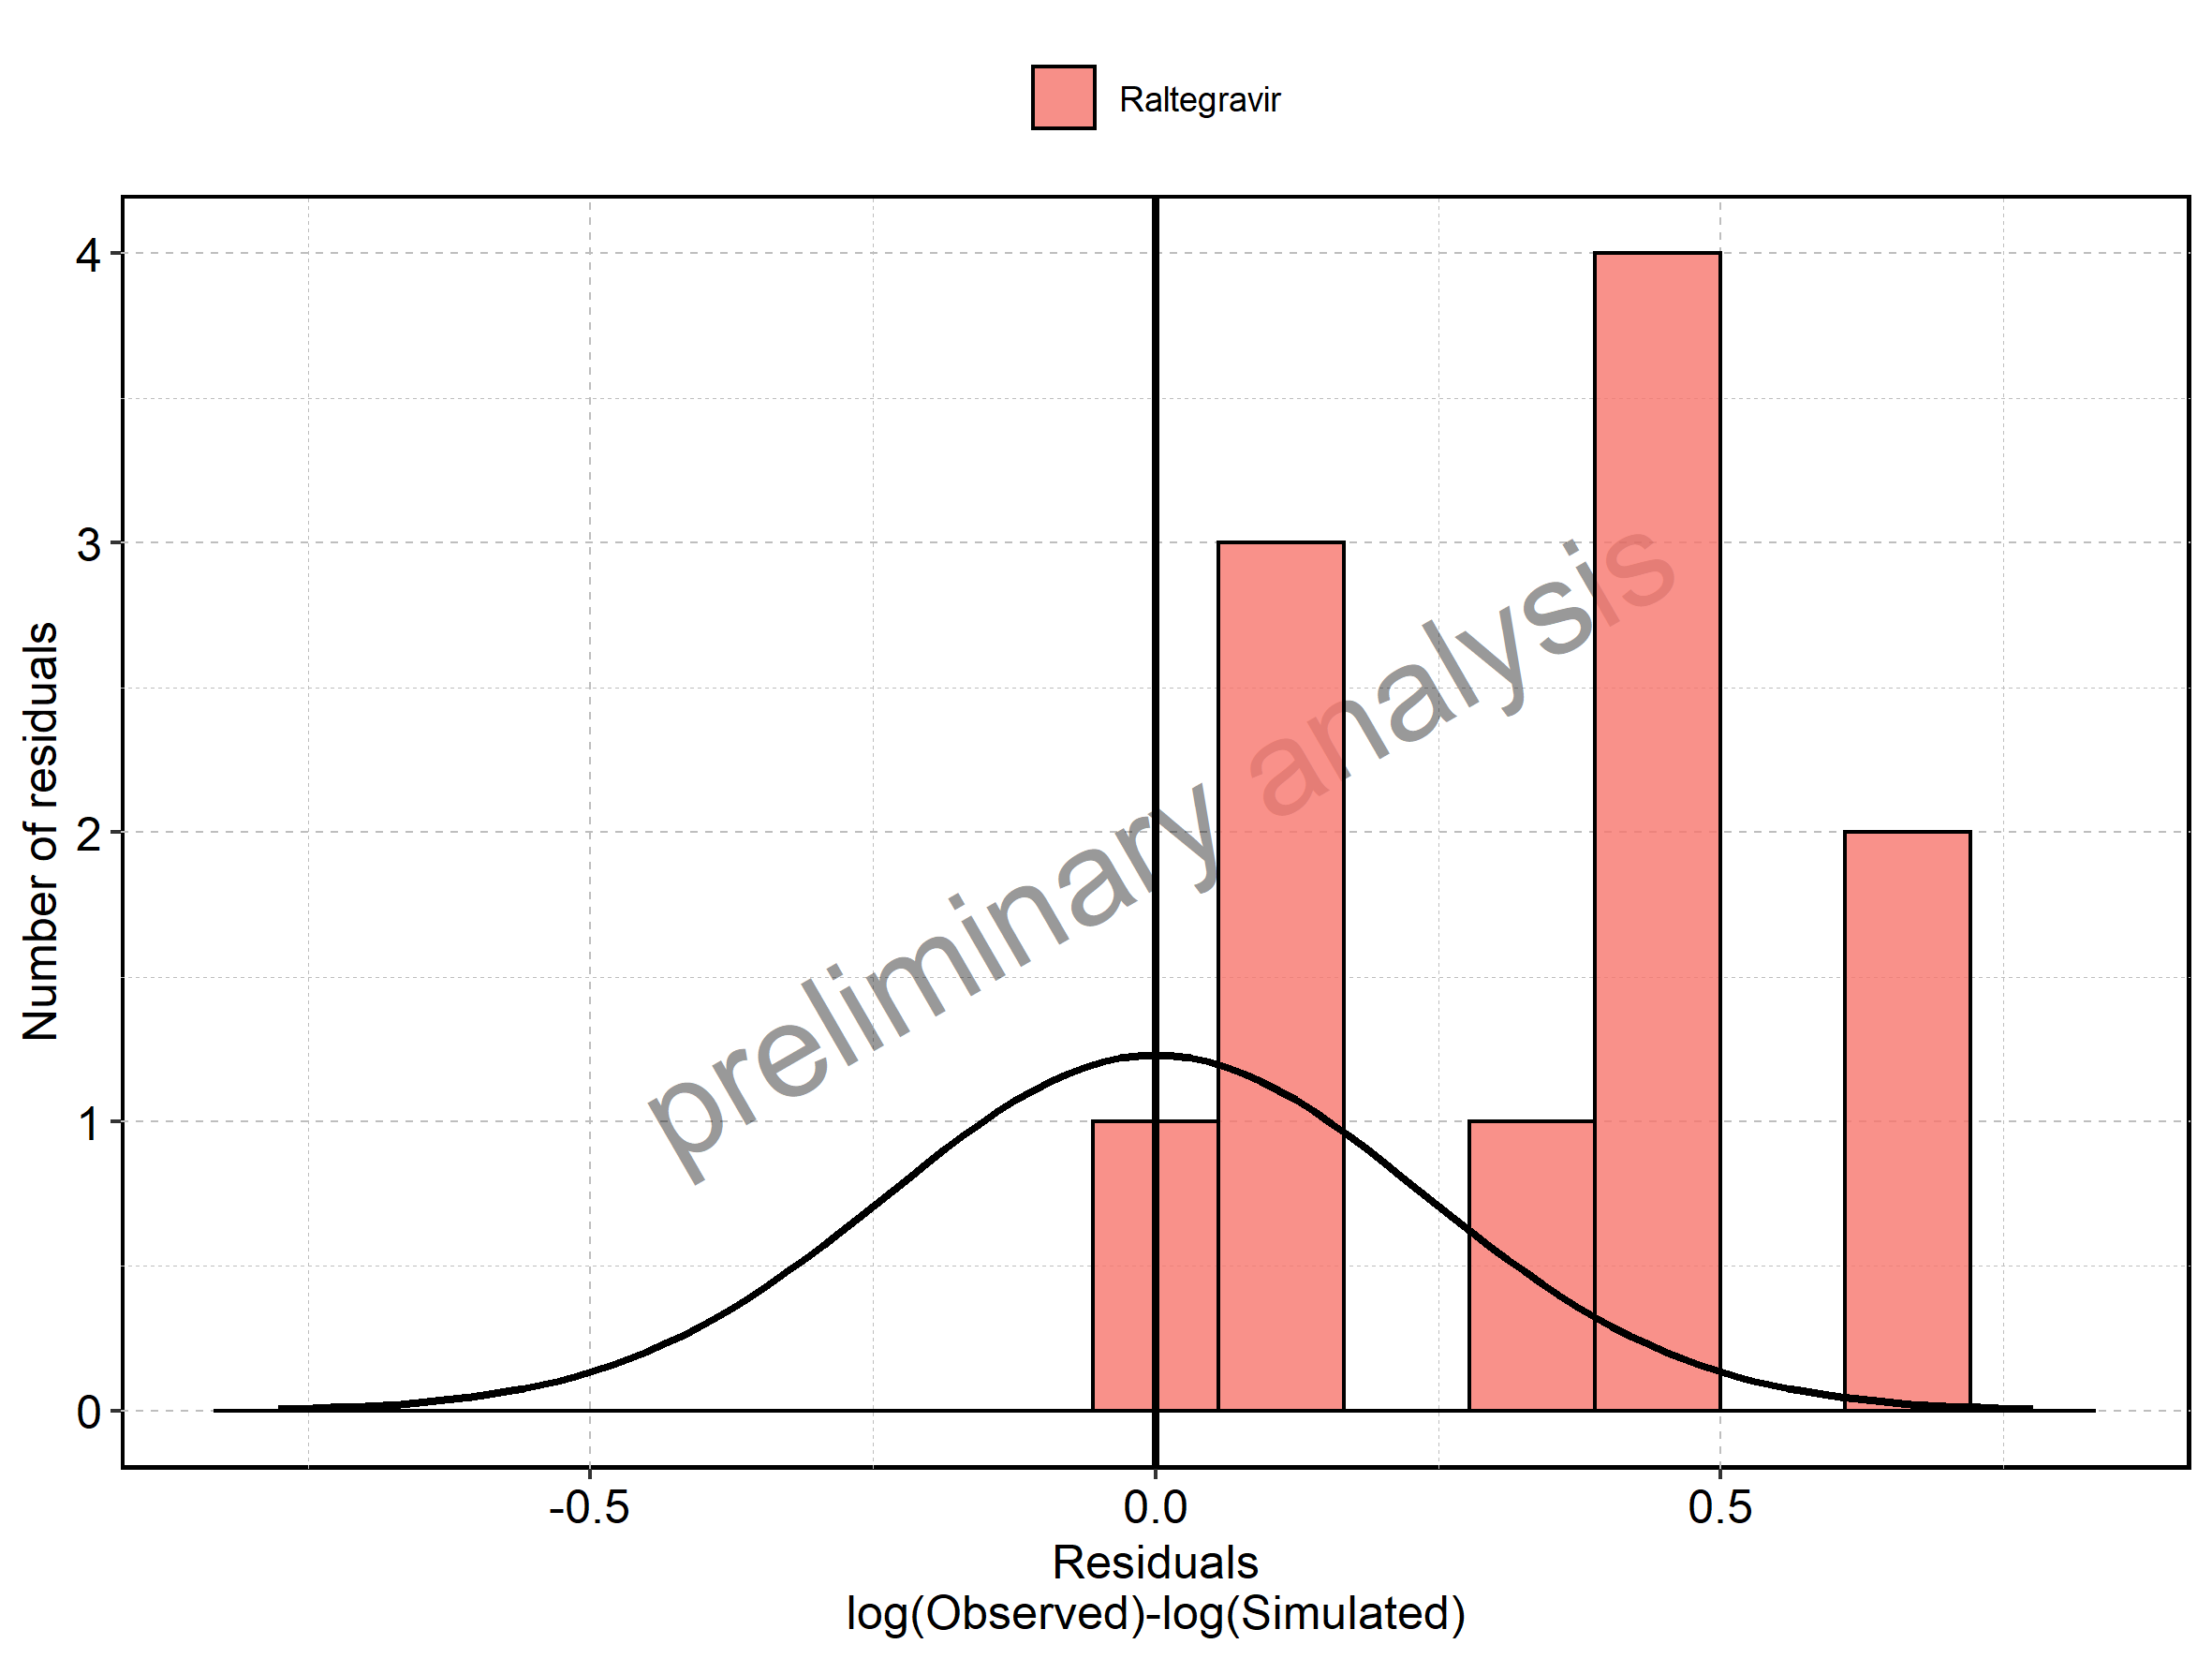 Raltegravir
4
3
2
1
0
Number of residuals
preliminary analysis
-0.5
0.0
0.5
Residuals
log(Observed)-log(Simulated)